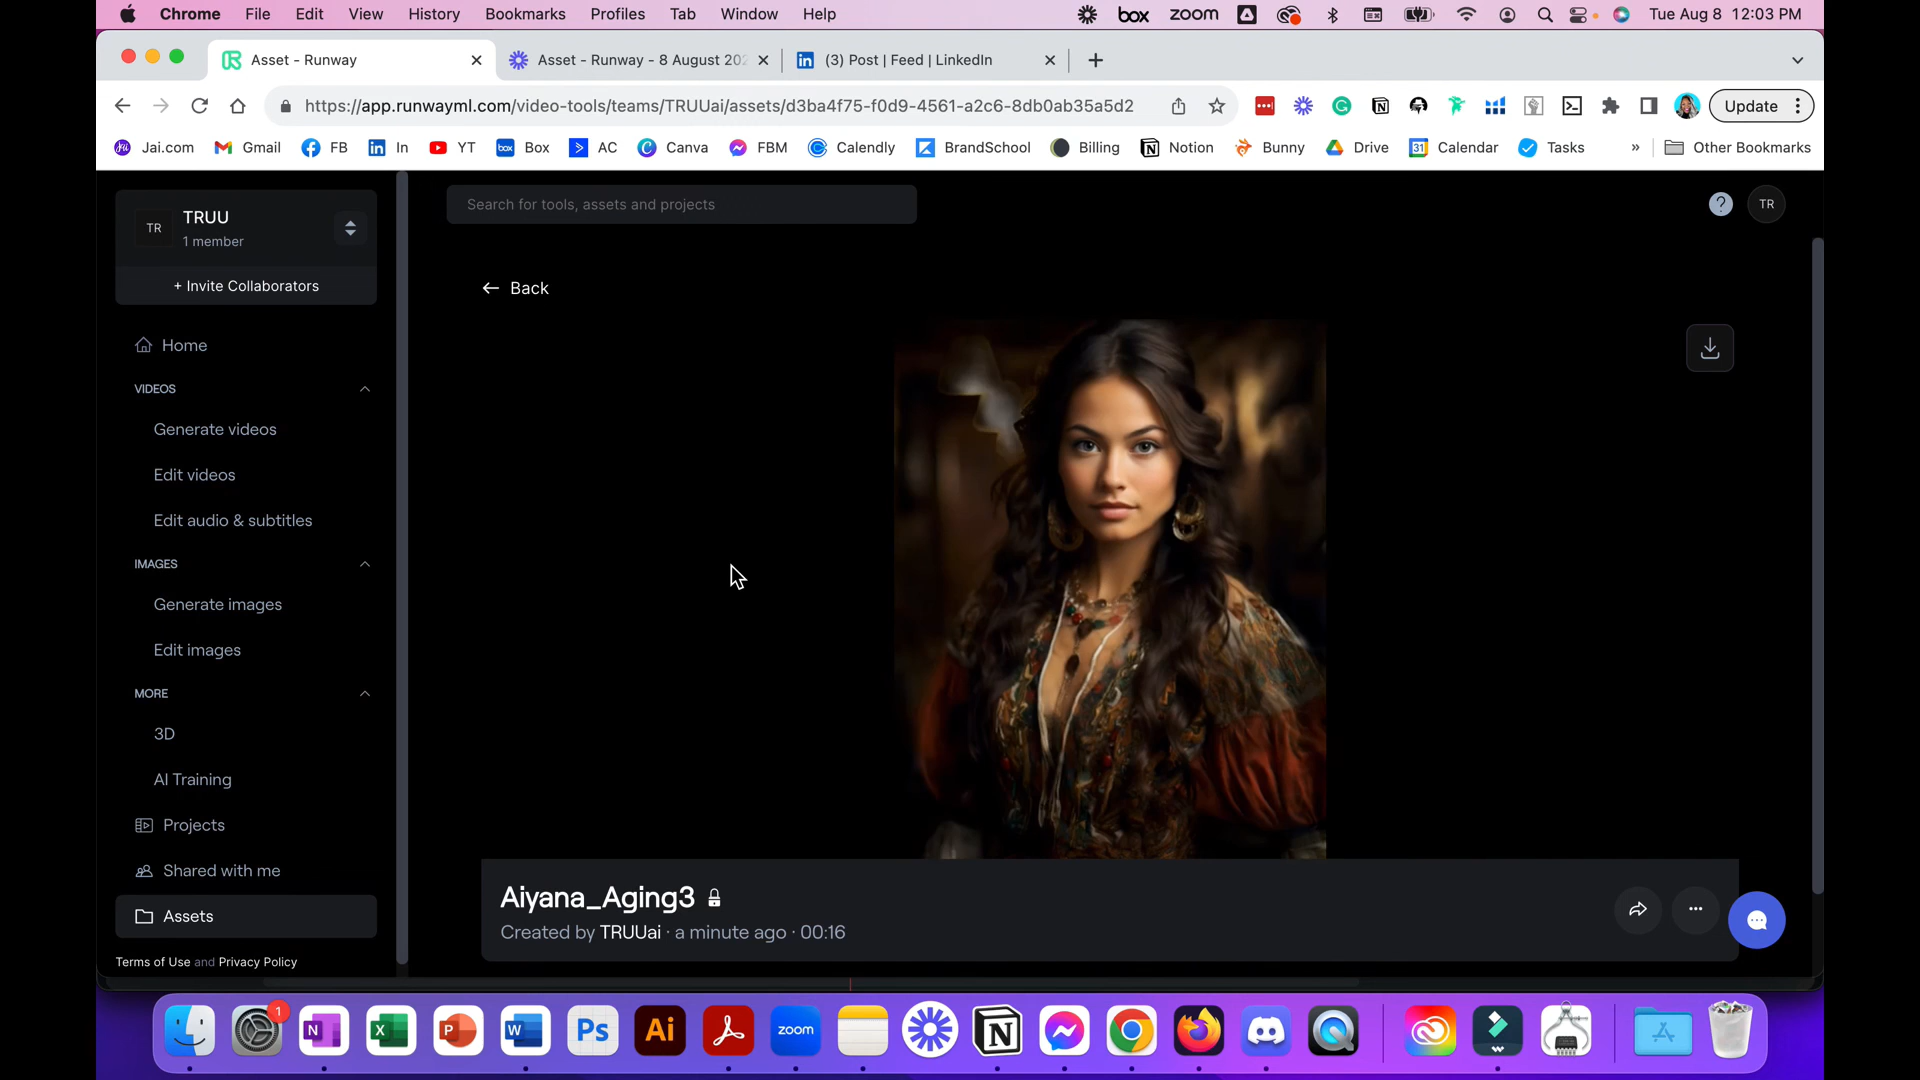 Chrome File Edit View History Bookmarks Profiles Tab Window Help box zoom Tue Aug 8 12:03 PM
Asset - Runway Asset - Runway - 8 August 202 (3) Post | Feed | LinkedIn
https://app.runwayml.com/video-tools/teams/TRUUai/assets/d3ba4f75-f0d9-4561-a2c6-8db0ab35a5d2 Update
Jai.com Gmail FB In YT Box AC Canva FBM Calendly BrandSchool Billing Notion Bunny Drive Calendar Tasks » Other Bookmarks
TR TRUU
1 member
+ Invite Collaborators
Search for tools, assets and projects
? TR
← Back
Home
VIDEOS
Generate videos
Edit videos
Edit audio & subtitles
IMAGES
Generate images
Edit images
MORE
3D
AI Training
Projects
Shared with me
Assets
Terms of Use and Privacy Policy
Aiyana_Aging3
Created by TRUUai · a minute ago · 00:16
1 N X P W Ps Ai zoom